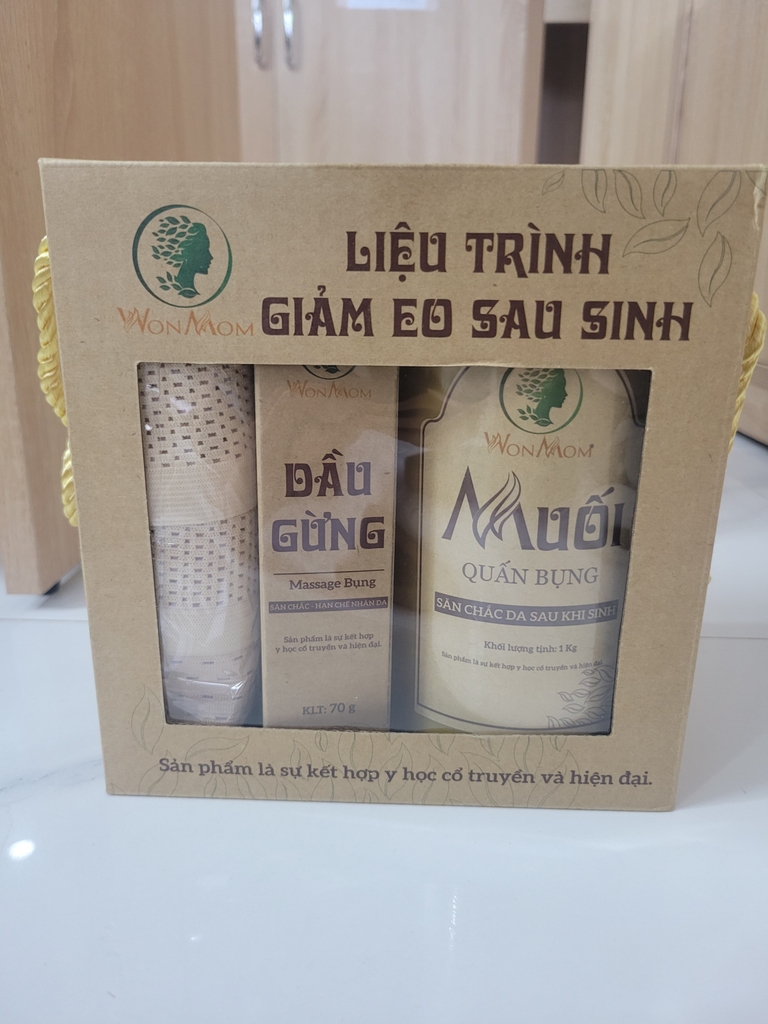 LIỆU TRÌNH
WONMOM GIẢM EO SAU SINH
WONMOM
DẦU
GỪNG
Massage Bụng
SĂN CHẮC - HẠN CHẾ NHĂN DA
Sản phẩm là sự kết hợp
y học cổ truyền và hiện đại.
KLT: 70 g
WONMOM
MUỐI
QUẤN BỤNG
SĂN CHẮC DA SAU KHI SINH
Khối lượng tịnh: 1 Kg
Sản phẩm là sự kết hợp y học cổ truyền và hiện đại
Sản phẩm là sự kết hợp y học cổ truyền và hiện đại.